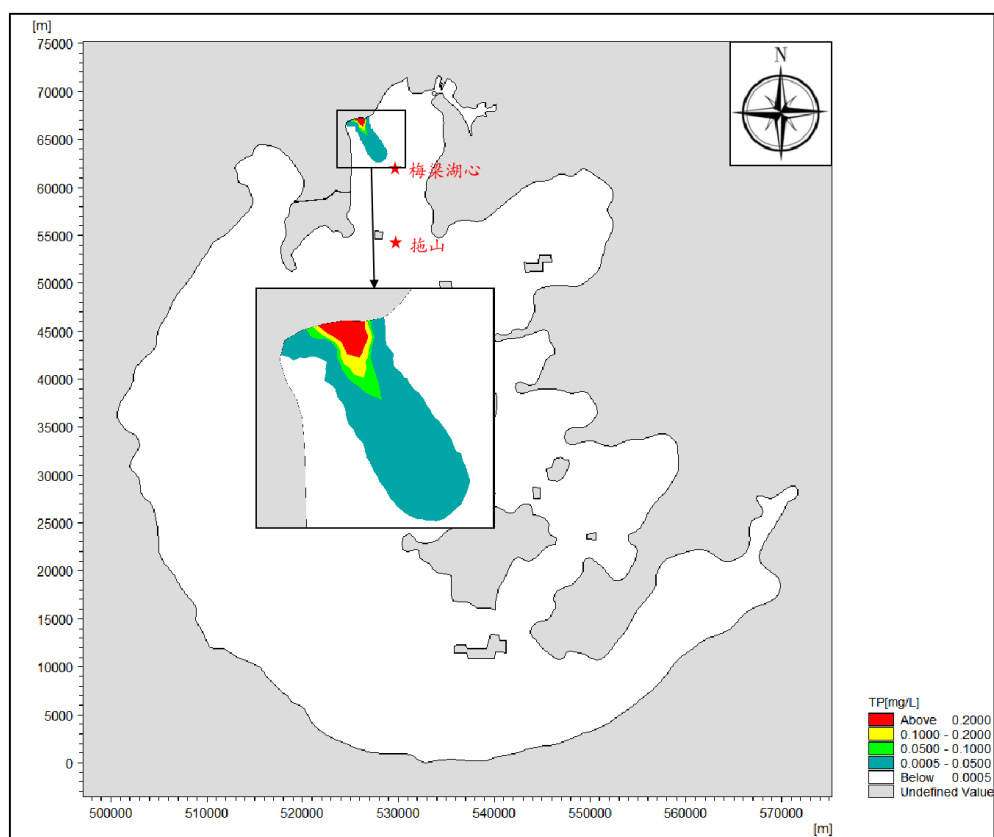 [m]
75000
70000
65000
60000
55000
50000
45000
40000
35000
30000
25000
20000
15000
10000
5000
0
N
梅梁湖心
拖山
500000 510000 520000 530000 540000 550000 560000 570000
[m]
TP[mg/L]
Above 0.2000
0.1000 - 0.2000
0.0500 - 0.1000
0.0005 - 0.0500
Below 0.0005
Undefined Value